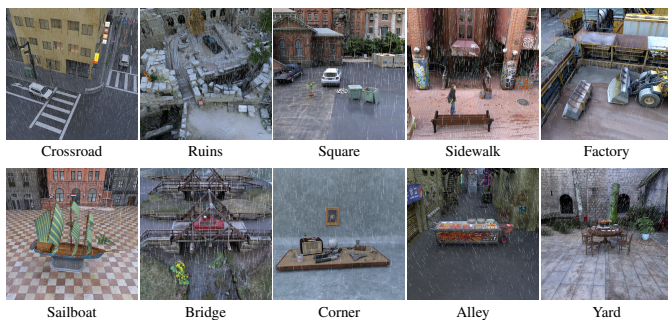 Crossroad
Ruins
Square
Sidewalk
Factory
Sailboat
Bridge
Corner
Alley
Yard